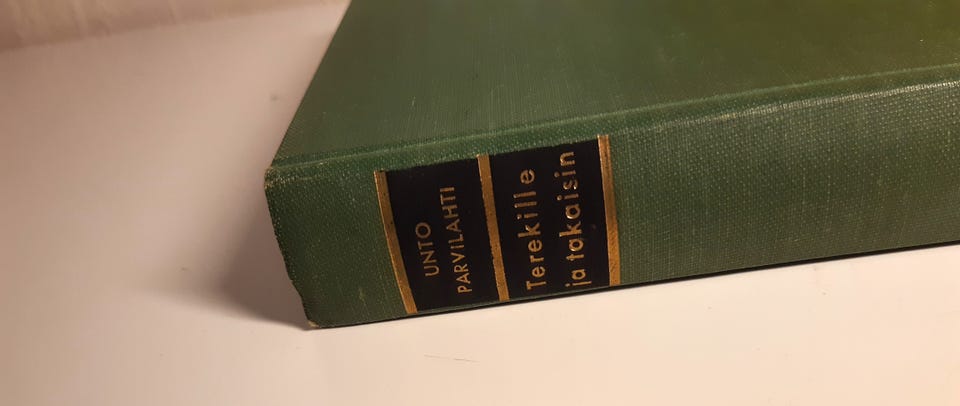 UNTO
PARVILAHTI
Terekille
ja takaisin